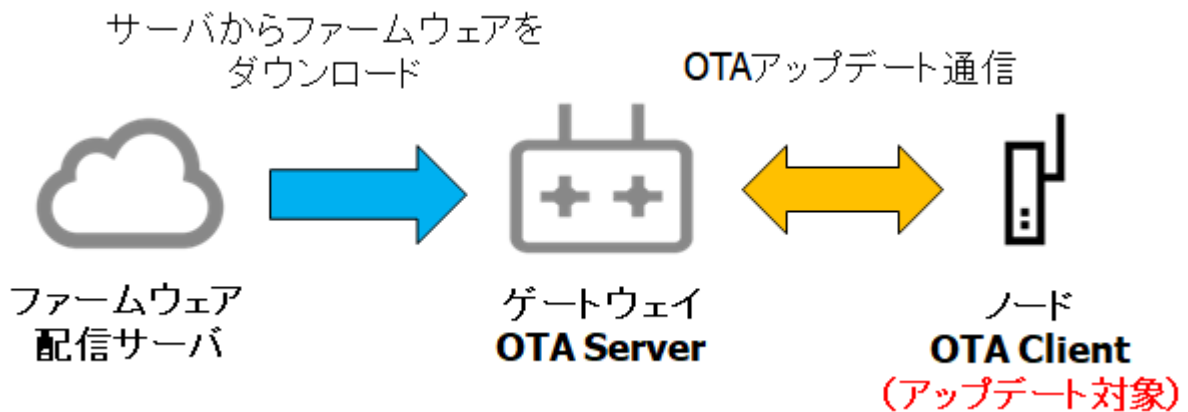 サーバからファームウェアを
ダウンロード
OTAアップデート通信
ファームウェア
配信サーバ
ゲートウェイ
OTA Server
ノード
OTA Client
(アップデート対象)